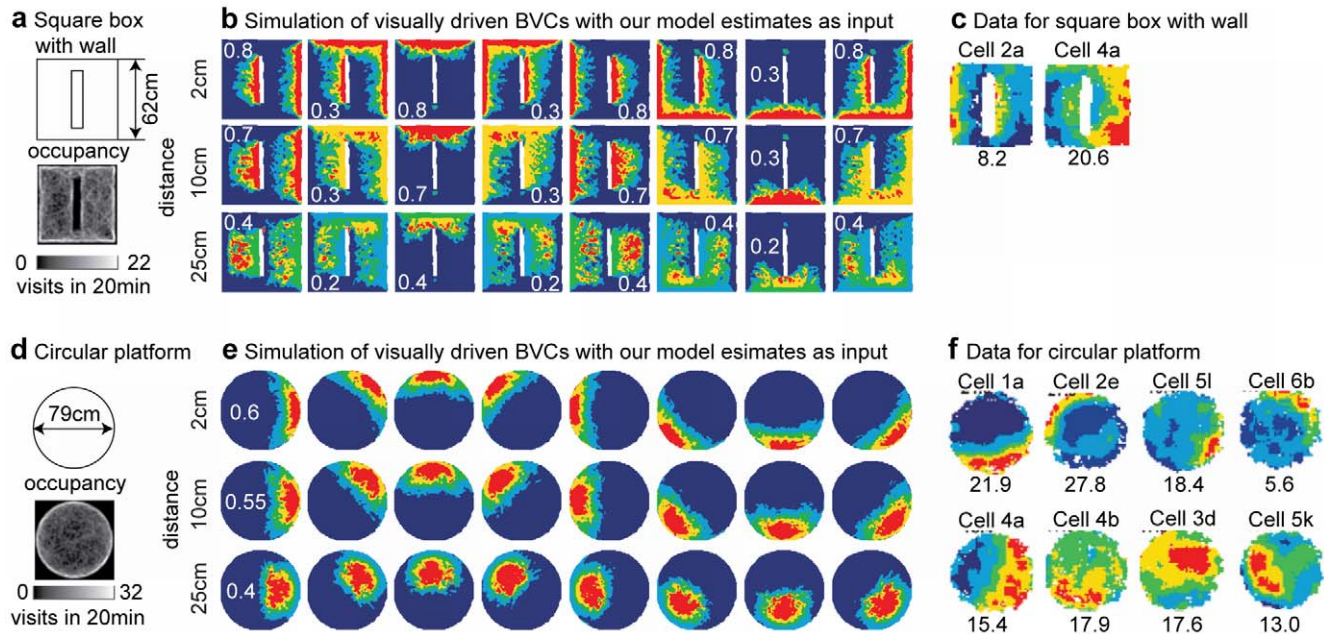 a Square box
with wall
62cm
occupancy
0 22
visits in 20min
b Simulation of visually driven BVCs with our model estimates as input
distance
2cm
0.8 0.3 0.8 0.3 0.8 0.8 0.3 0.8
10cm
0.7 0.3 0.7 0.3 0.7 0.7 0.3 0.7
25cm
0.4 0.2 0.4 0.2 0.4 0.4 0.2 0.4
c Data for square box with wall
Cell 2a Cell 4a
8.2 20.6
d Circular platform
79cm
occupancy
0 32
visits in 20min
e Simulation of visually driven BVCs with our model esimates as input
distance
2cm
0.6
10cm
0.55
25cm
0.4
f Data for circular platform
Cell 1a Cell 2e Cell 5l Cell 6b
21.9 27.8 18.4 5.6
Cell 4a Cell 4b Cell 3d Cell 5k
15.4 17.9 17.6 13.0